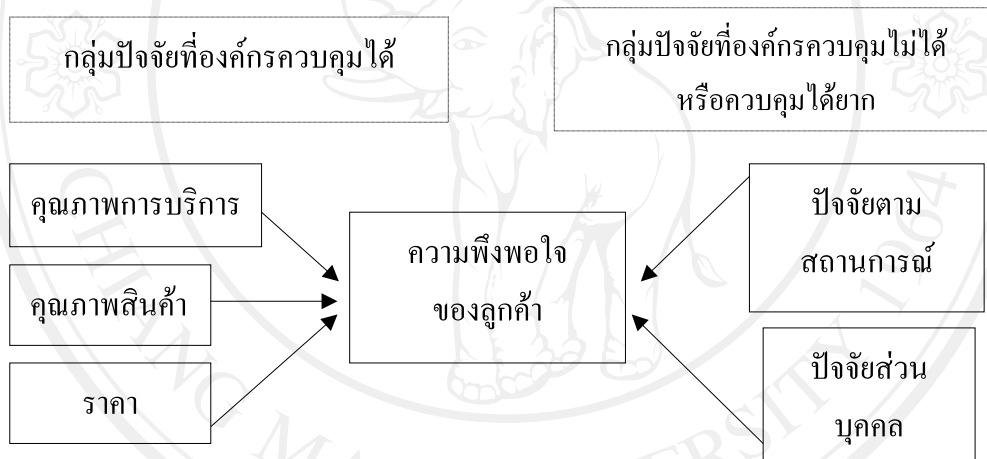 กลุ่มปัจจัยที่องค์กรควบคุมได้
กลุ่มปัจจัยที่องค์กรควบคุมไม่ได้
หรือควบคุมได้ยาก
คุณภาพการบริการ
คุณภาพสินค้า
ราคา
ความพึงพอใจ
ของลูกค้า
ปัจจัยตาม
สถานการณ์
ปัจจัยส่วน
บุคคล
CHIANG MAI UNIVERSITY 1964